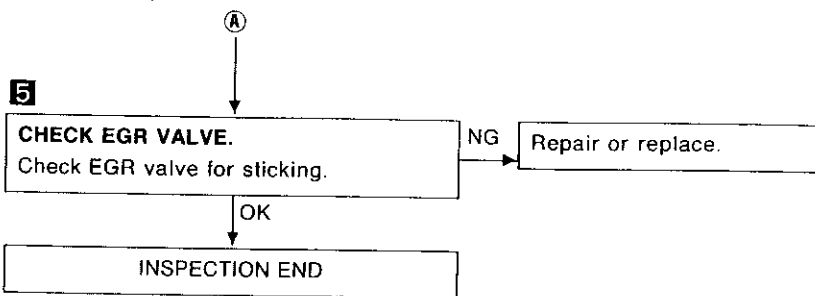 Ⓐ
5
CHECK EGR VALVE.
Check EGR valve for sticking.
NG
Repair or replace.
OK
INSPECTION END